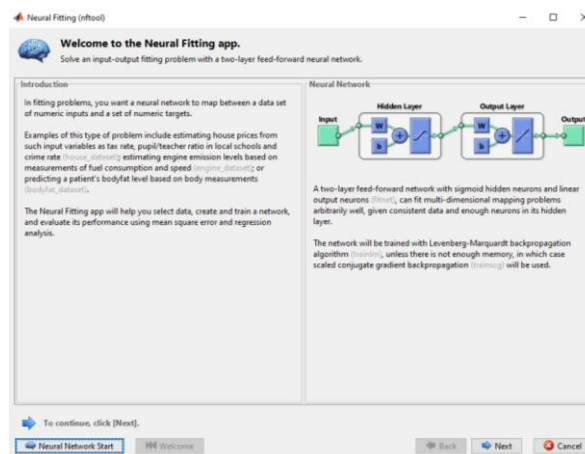 Neural Fitting (nftool)
Welcome to the Neural Fitting app.
Solve an input-output fitting problem with a two-layer feed-forward neural network.
Introduction
In fitting problems, you want a neural network to map between a data set
of numeric inputs and a set of numeric targets.
Examples of this type of problem include estimating house prices from
such input variables as tax rate, pupil/teacher ratio in local schools and
crime rate (house_dataset); estimating engine emission levels based on
measurements of fuel consumption and speed (engine_dataset); or
predicting a patient's bodyfat level based on body measurements
(bodyfat_dataset).
The Neural Fitting app will help you select data, create and train a network,
and evaluate its performance using mean square error and regression
analysis.
Neural Network
Hidden Layer
Output Layer
Input
Output
W
b
W
b
A two-layer feed-forward network with sigmoid hidden neurons and linear
output neurons (fitnet), can fit multi-dimensional mapping problems
arbitrarily well, given consistent data and enough neurons in its hidden
layer.
The network will be trained with Levenberg-Marquardt backpropagation
algorithm (trainlm), unless there is not enough memory, in which case
scaled conjugate gradient backpropagation (trainscg) will be used.
To continue, click [Next].
Neural Network Start
Welcome
Back
Next
Cancel